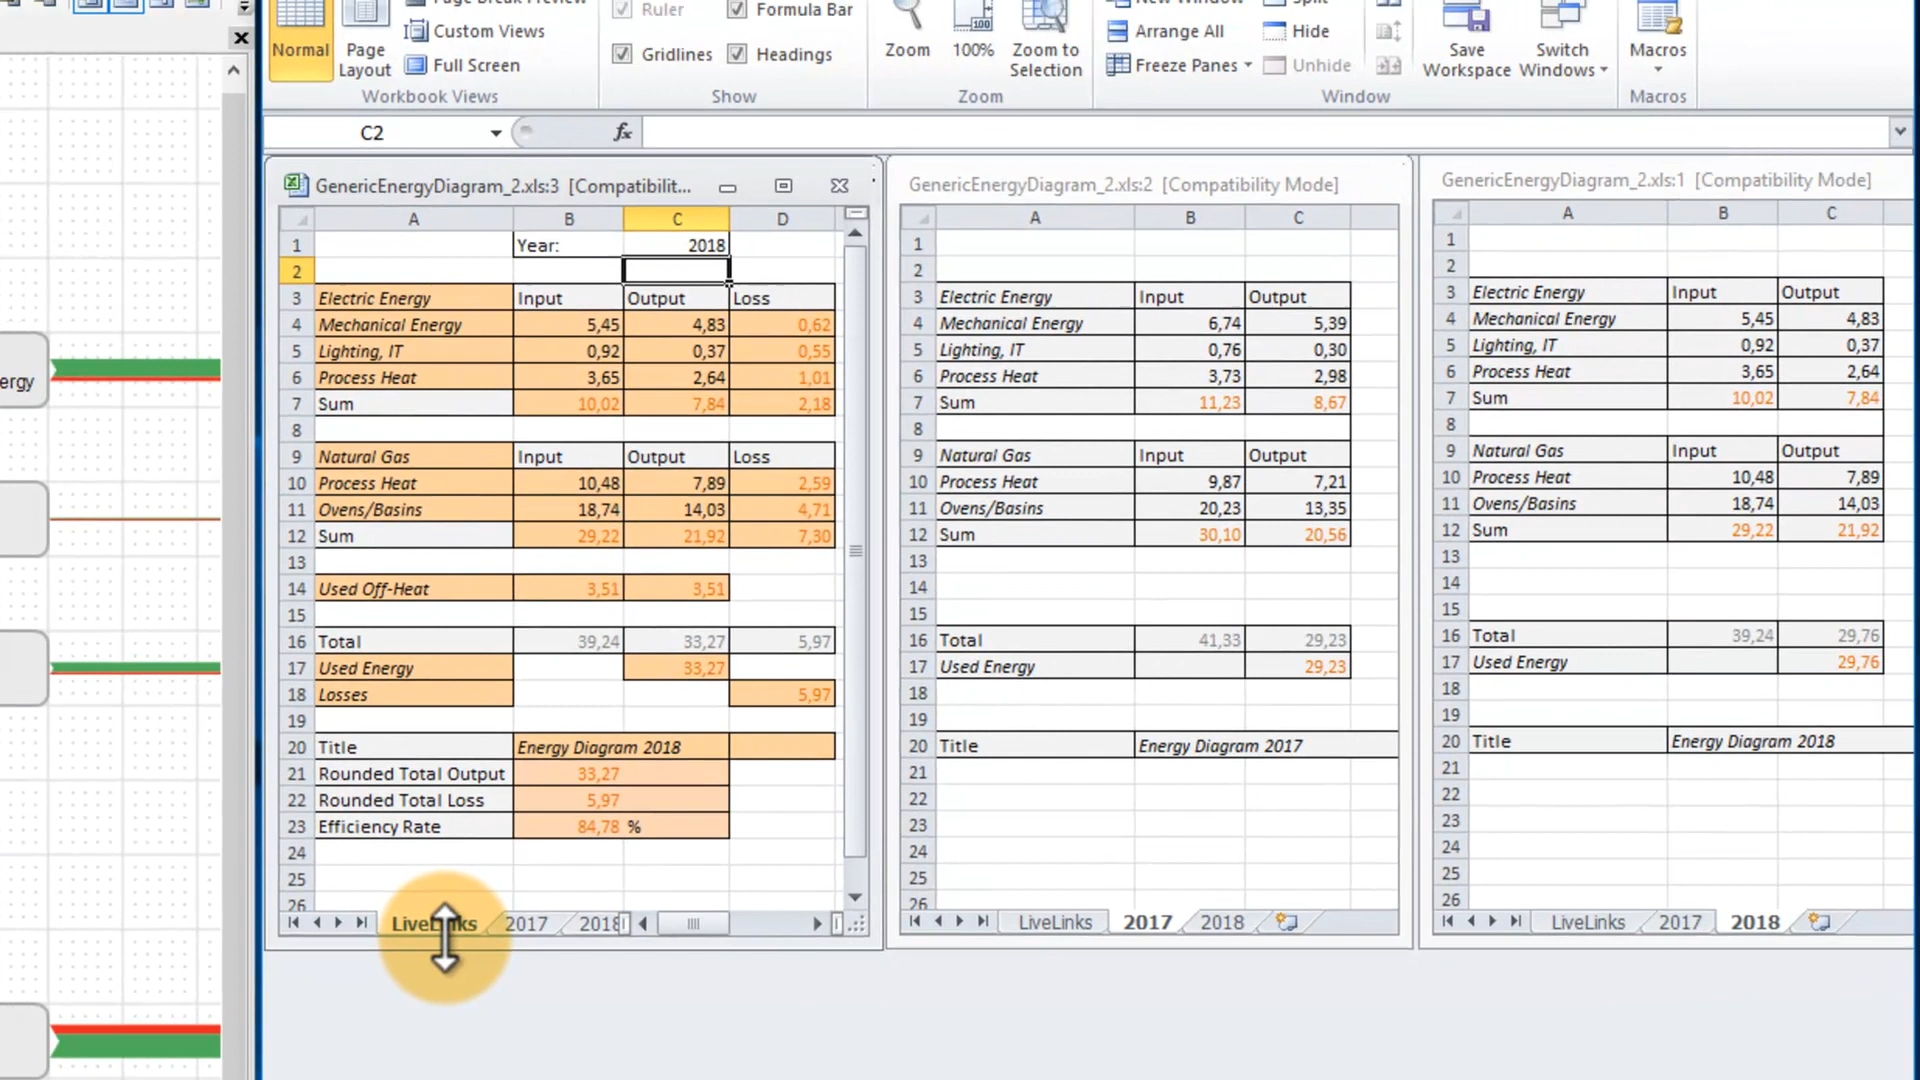 Normal
Page Layout
Custom Views
Full Screen
Workbook Views
Ruler
Formula Bar
Gridlines
Headings
Show
Zoom
100%
Zoom to Selection
Zoom
Arrange All
Freeze Panes
Hide
Unhide
Window
Save Workspace
Switch Windows
Macros
Macros
C2
fx
ergy
GenericEnergyDiagram_2.xls:3 [Compatibilit...
A B C D
1 Year: 2018
2
3 Electric Energy Input Output Loss
4 Mechanical Energy 5,45 4,83 0,62
5 Lighting, IT 0,92 0,37 0,55
6 Process Heat 3,65 2,64 1,01
7 Sum 10,02 7,84 2,18
8
9 Natural Gas Input Output Loss
10 Process Heat 10,48 7,89 2,59
11 Ovens/Basins 18,74 14,03 4,71
12 Sum 29,22 21,92 7,30
13
14 Used Off-Heat 3,51 3,51
15
16 Total 39,24 33,27 5,97
17 Used Energy 33,27
18 Losses 5,97
19
20 Title Energy Diagram 2018
21 Rounded Total Output 33,27
22 Rounded Total Loss 5,97
23 Efficiency Rate 84,78 %
24
25
26
LiveLinks 2017 2018
GenericEnergyDiagram_2.xls:2 [Compatibility Mode]
A B C
1
2
3 Electric Energy Input Output
4 Mechanical Energy 6,74 5,39
5 Lighting, IT 0,76 0,30
6 Process Heat 3,73 2,98
7 Sum 11,23 8,67
8
9 Natural Gas Input Output
10 Process Heat 9,87 7,21
11 Ovens/Basins 20,23 13,35
12 Sum 30,10 20,56
13
14
15
16 Total 41,33 29,23
17 Used Energy 29,23
18
19
20 Title Energy Diagram 2017
21
22
23
24
25
26
LiveLinks 2017 2018
GenericEnergyDiagram_2.xls:1 [Compatibility Mode]
A B C
1
2
3 Electric Energy Input Output
4 Mechanical Energy 5,45 4,83
5 Lighting, IT 0,92 0,37
6 Process Heat 3,65 2,64
7 Sum 10,02 7,84
8
9 Natural Gas Input Output
10 Process Heat 10,48 7,89
11 Ovens/Basins 18,74 14,03
12 Sum 29,22 21,92
13
14
15
16 Total 39,24 29,76
17 Used Energy 29,76
18
19
20 Title Energy Diagram 2018
21
22
23
24
25
26
LiveLinks 2017 2018